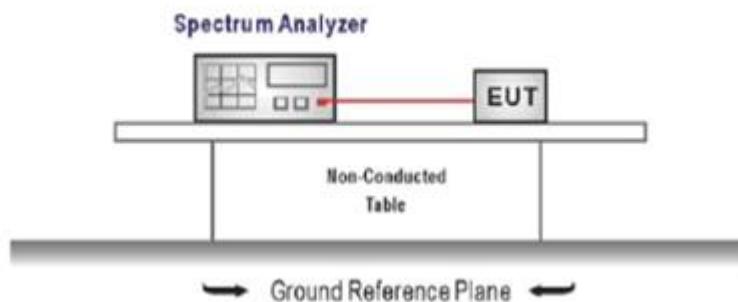 Spectrum Analyzer
EUT
Non-Conducted
Table
Ground Reference Plane